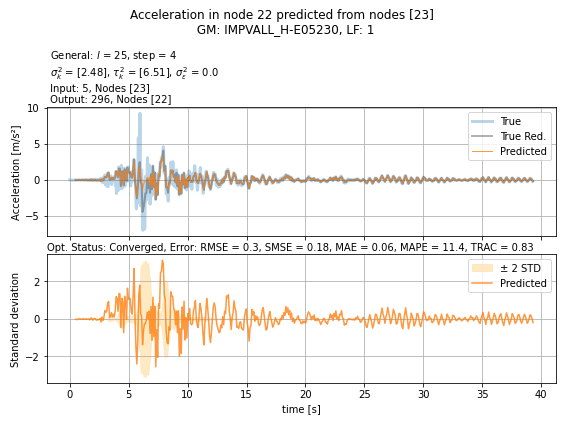 Acceleration in node 22 predicted from nodes [23]
GM: IMPVALL_H-E05230, LF: 1
General: l = 25, step = 4
σ²ₖ = [2.48], τ²ₖ = [6.51], σ²ε = 0.0
Input: 5, Nodes [23]
Output: 296, Nodes [22]
Acceleration [m/s²]
10
5
0
−5
True
True Red.
Predicted
Opt. Status: Converged, Error: RMSE = 0.3, SMSE = 0.18, MAE = 0.06, MAPE = 11.4, TRAC = 0.83
Standard deviation
2
0
−2
± 2 STD
Predicted
0 5 10 15 20 25 30 35 40
time [s]